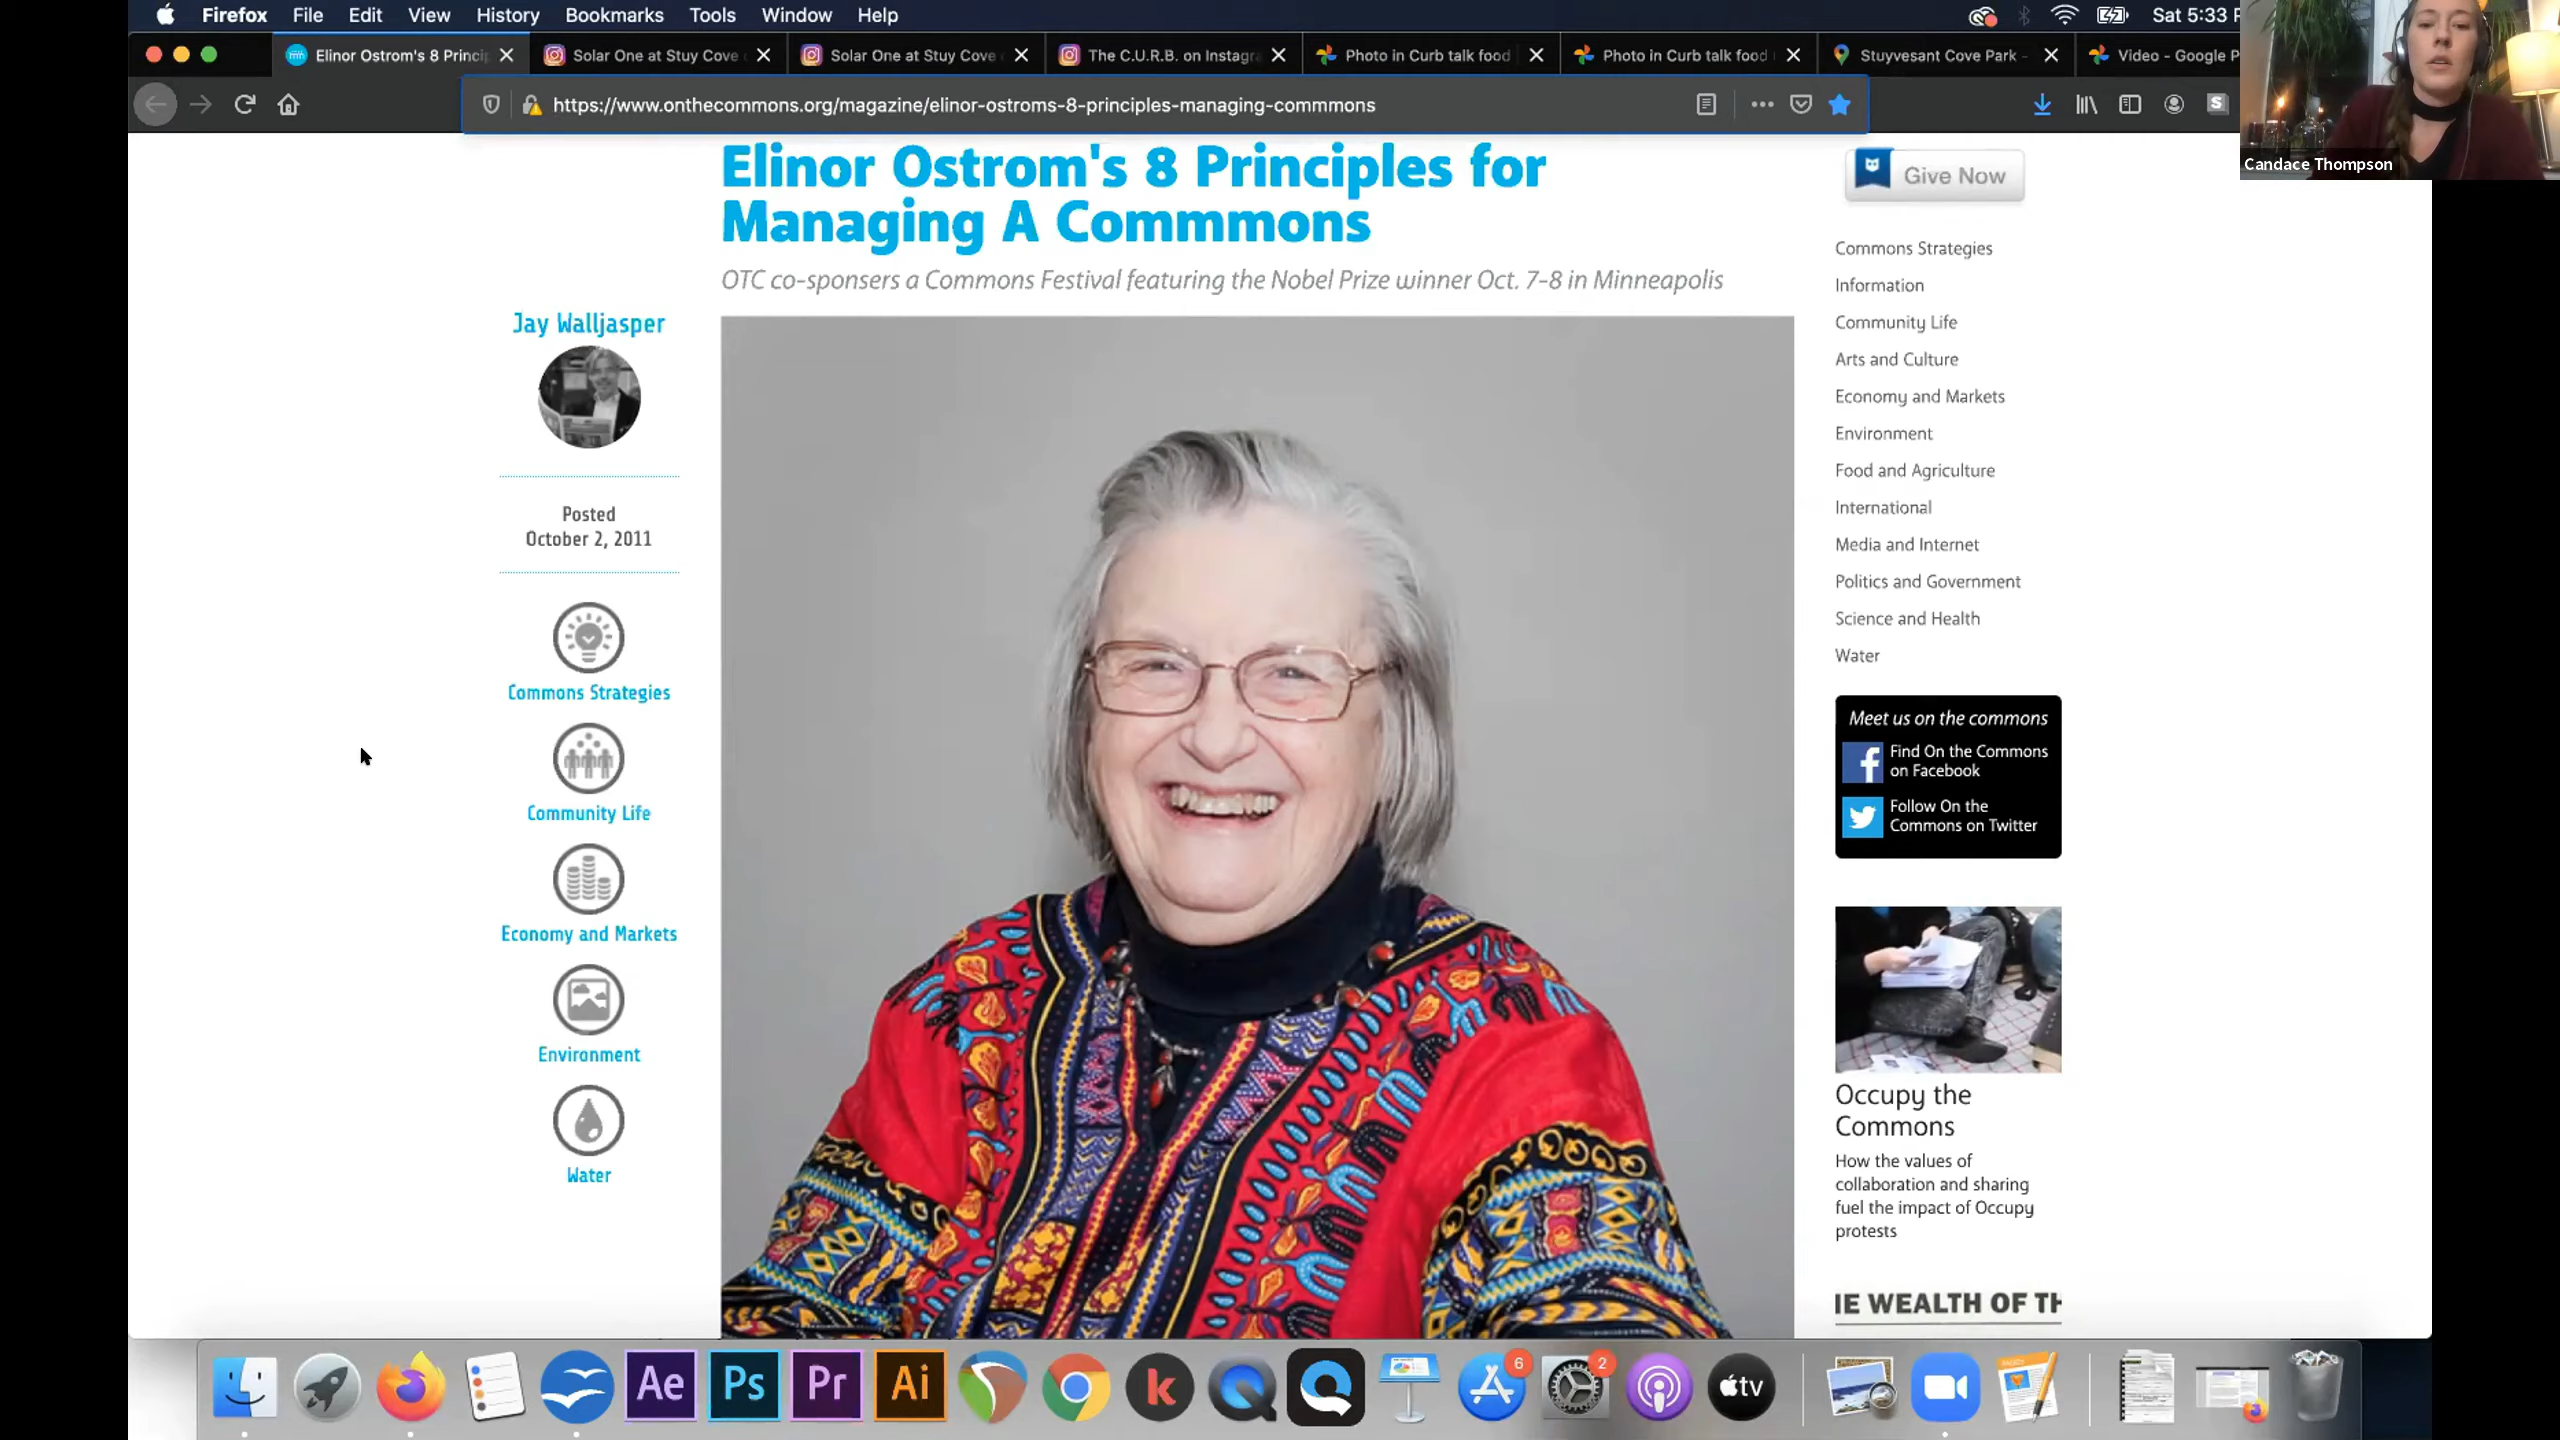 Firefox File Edit View History Bookmarks Tools Window Help Sat 5:33 P
Elinor Ostrom's 8 Princip
Solar One at Stuy Cove
Solar One at Stuy Cove
The C.U.R.B. on Instagra
Photo in Curb talk food
Photo in Curb talk food
Stuyvesant Cove Park -
Video - Google P
https://www.onthecommons.org/magazine/elinor-ostroms-8-principles-managing-commmons
S
Candace Thompson
Elinor Ostrom's 8 Principles for
Managing A Commmons
OTC co-sponsers a Commons Festival featuring the Nobel Prize winner Oct. 7-8 in Minneapolis
Jay Walljasper
Posted
October 2, 2011
Commons Strategies
Community Life
Economy and Markets
Environment
Water
Give Now
Commons Strategies
Information
Community Life
Arts and Culture
Economy and Markets
Environment
Food and Agriculture
International
Media and Internet
Politics and Government
Science and Health
Water
Meet us on the commons
Find On the Commons
on Facebook
Follow On the
Commons on Twitter
Occupy the
Commons
How the values of
collaboration and sharing
fuel the impact of Occupy
protests
IE WEALTH OF TH
Ae Ps Pr Ai k 6 2 tv